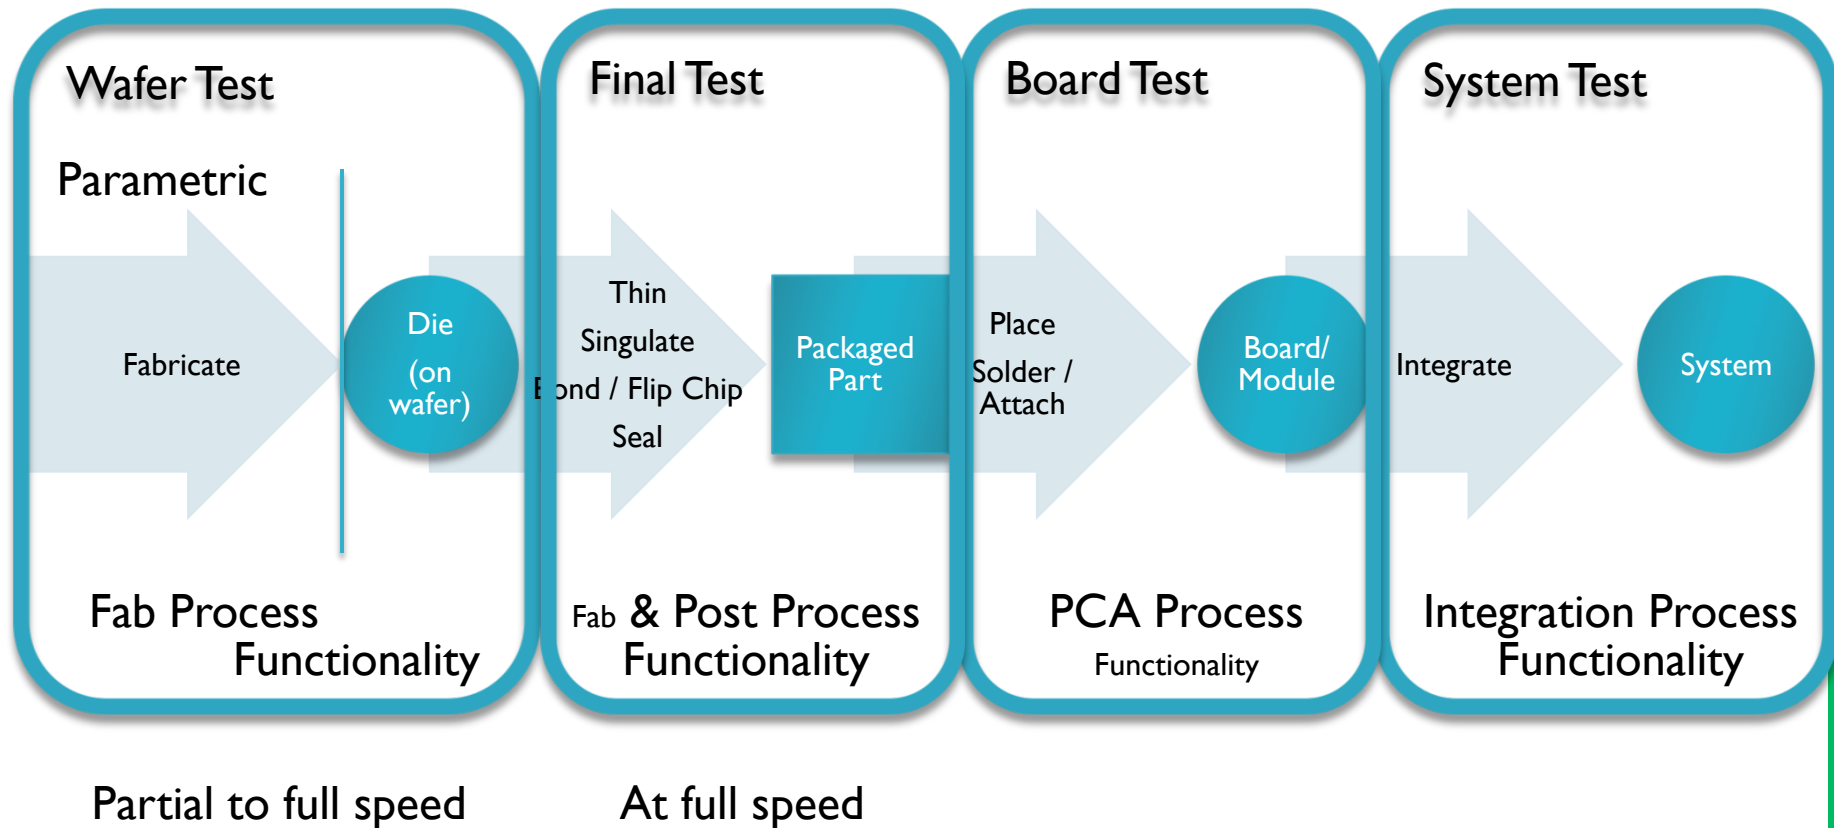 Wafer Test
Parametric
Fabricate
Die
(on
wafer)
Fab Process
Functionality
Partial to full speed
Final Test
Thin
Singulate
Bond / Flip Chip
Seal
Packaged
Part
Fab & Post Process
Functionality
At full speed
Board Test
Place
Solder /
Attach
Board/
Module
PCA Process
Functionality
System Test
Integrate
System
Integration Process
Functionality